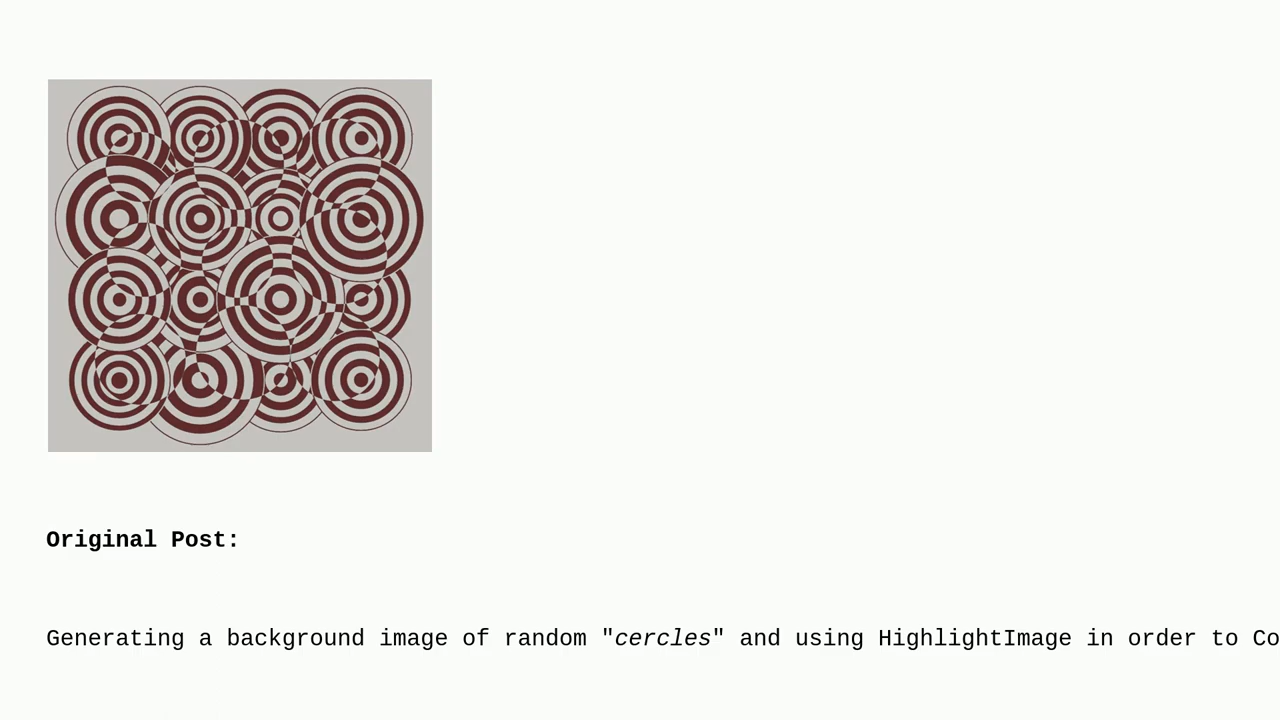 Original Post:
Generating a background image of random "cercles" and using HighlightImage in order to Co